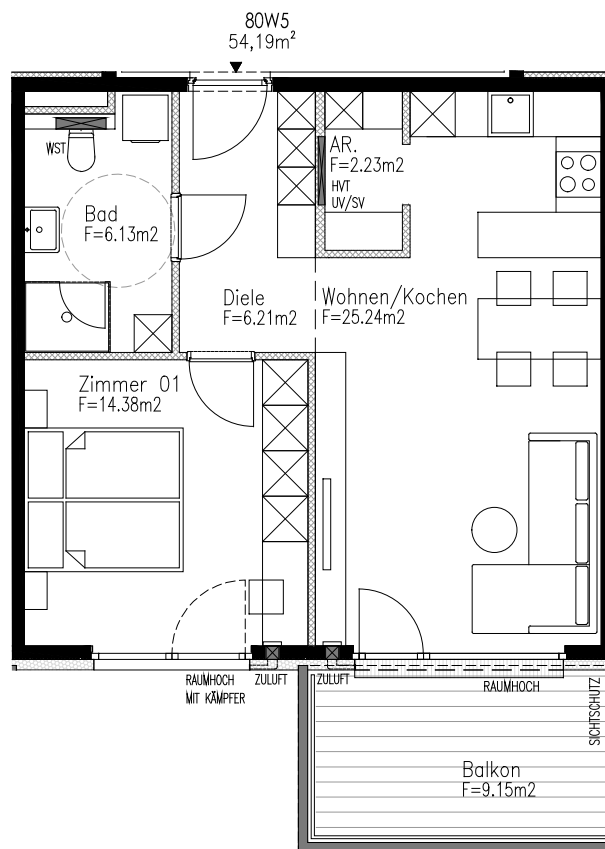 80W5
54,19m²
WST
AR.
F=2.23m2
HVT
UV/SV
Bad
F=6.13m2
Diele
F=6.21m2
Wohnen/Kochen
F=25.24m2
Zimmer 01
F=14.38m2
RAUMHOCH
MIT KÄMPFER
ZULUFT
ZULUFT
RAUMHOCH
SICHTSCHUTZ
Balkon
F=9.15m2